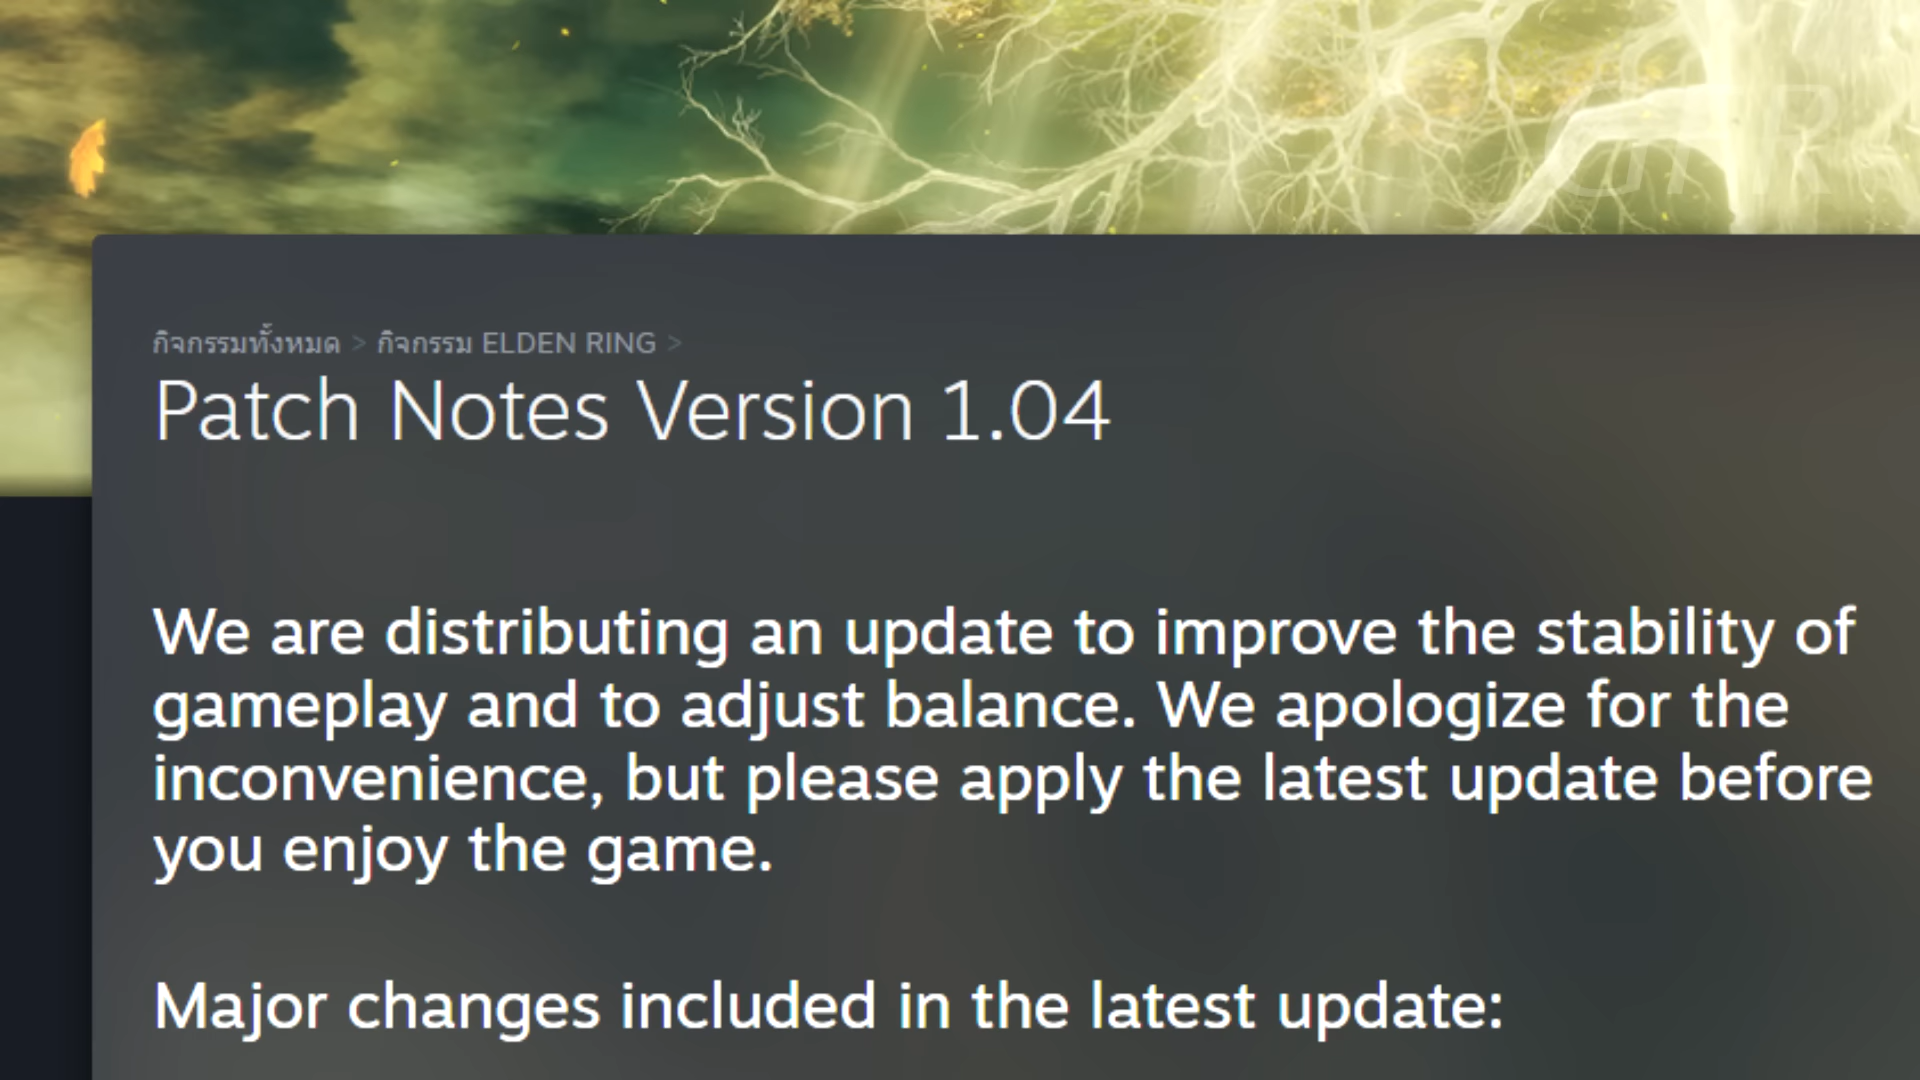 กิจกรรมทั้งหมด > กิจกรรม ELDEN RING >
Patch Notes Version 1.04
We are distributing an update to improve the stability of
gameplay and to adjust balance. We apologize for the
inconvenience, but please apply the latest update before
you enjoy the game.
Major changes included in the latest update: